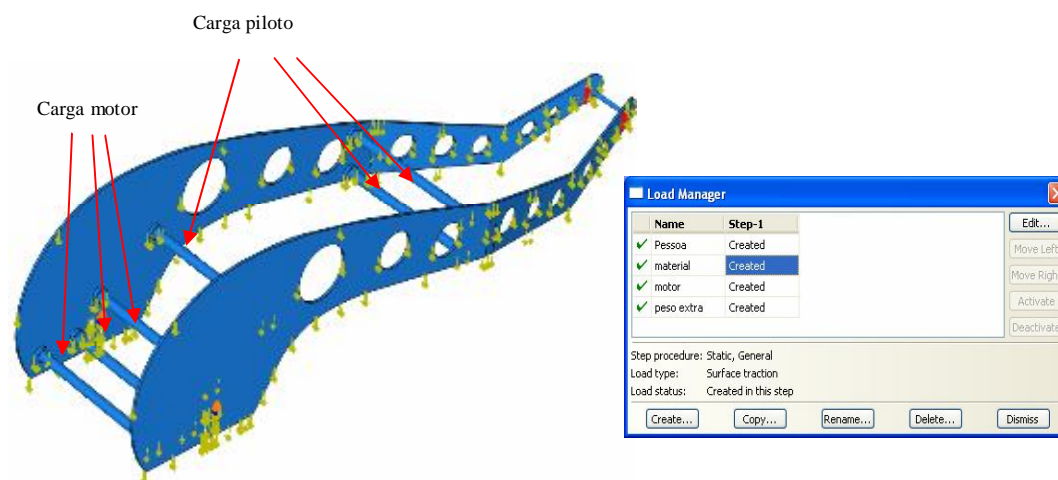 Carga piloto
Carga motor
Load Manager
Name Step-1
Pessoa Created
material Created
motor Created
peso extra Created
Edit...
Move Left
Move Righ
Activate
Deactivate
Step procedure: Static, General
Load type: Surface traction
Load status: Created in this step
Create... Copy... Rename... Delete... Dismiss